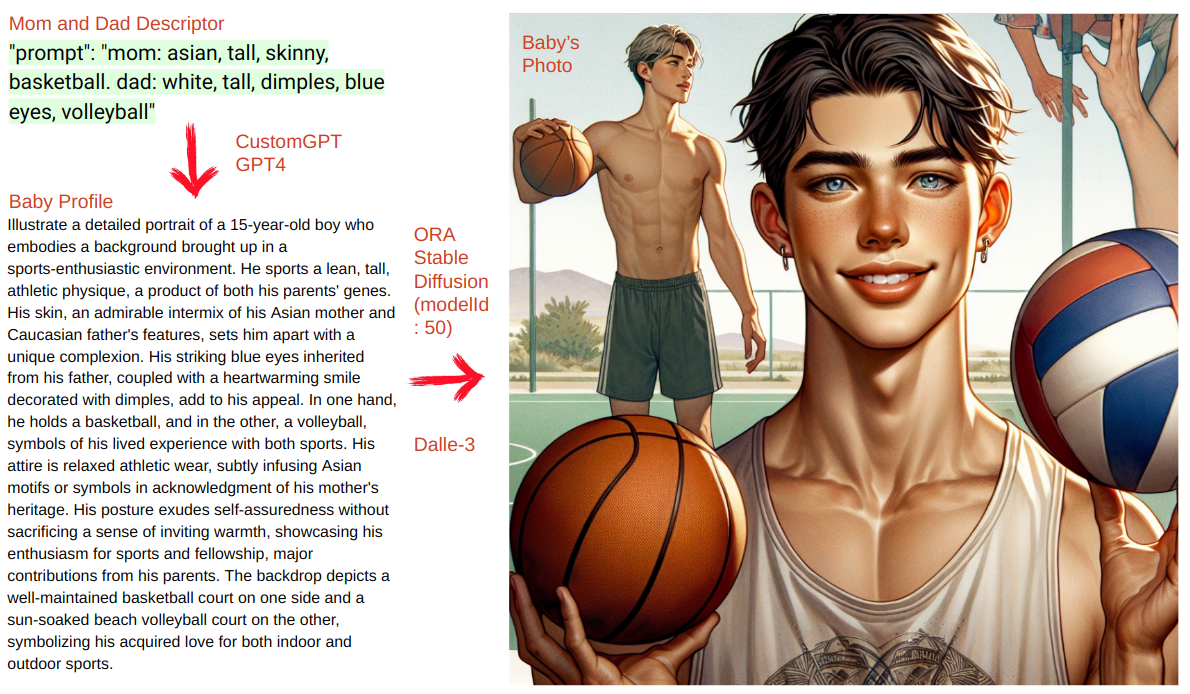 Mom and Dad Descriptor
"prompt": "mom: asian, tall, skinny,
basketball. dad: white, tall, dimples, blue
eyes, volleyball"
CustomGPT
GPT4
Baby Profile
Illustrate a detailed portrait of a 15-year-old boy who
embodies a background brought up in a
sports-enthusiastic environment. He sports a lean, tall,
athletic physique, a product of both his parents' genes.
His skin, an admirable intermix of his Asian mother and
Caucasian father's features, sets him apart with a
unique complexion. His striking blue eyes inherited
from his father, coupled with a heartwarming smile
decorated with dimples, add to his appeal. In one hand,
he holds a basketball, and in the other, a volleyball,
symbols of his lived experience with both sports. His
attire is relaxed athletic wear, subtly infusing Asian
motifs or symbols in acknowledgment of his mother's
heritage. His posture exudes self-assuredness without
sacrificing a sense of inviting warmth, showcasing his
enthusiasm for sports and fellowship, major
contributions from his parents. The backdrop depicts a
well-maintained basketball court on one side and a
sun-soaked beach volleyball court on the other,
symbolizing his acquired love for both indoor and
outdoor sports.
ORA
Stable
Diffusion
(modelId
: 50)
Dalle-3
Baby's
Photo